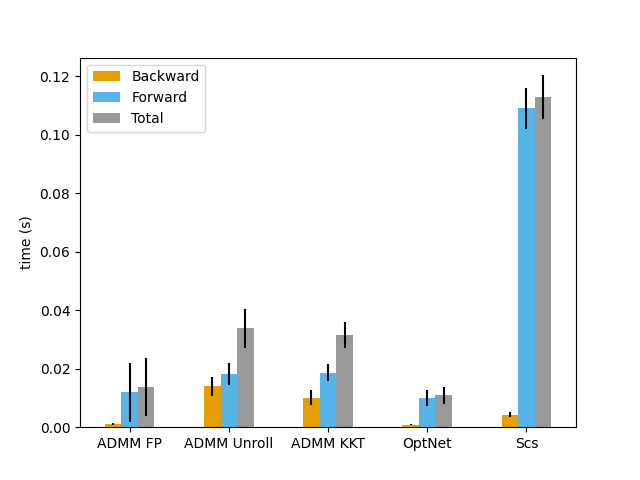 0.12
0.10
0.08
0.06
0.04
0.02
0.00
time (s)
Backward
Forward
Total
ADMM FP ADMM Unroll ADMM KKT OptNet Scs